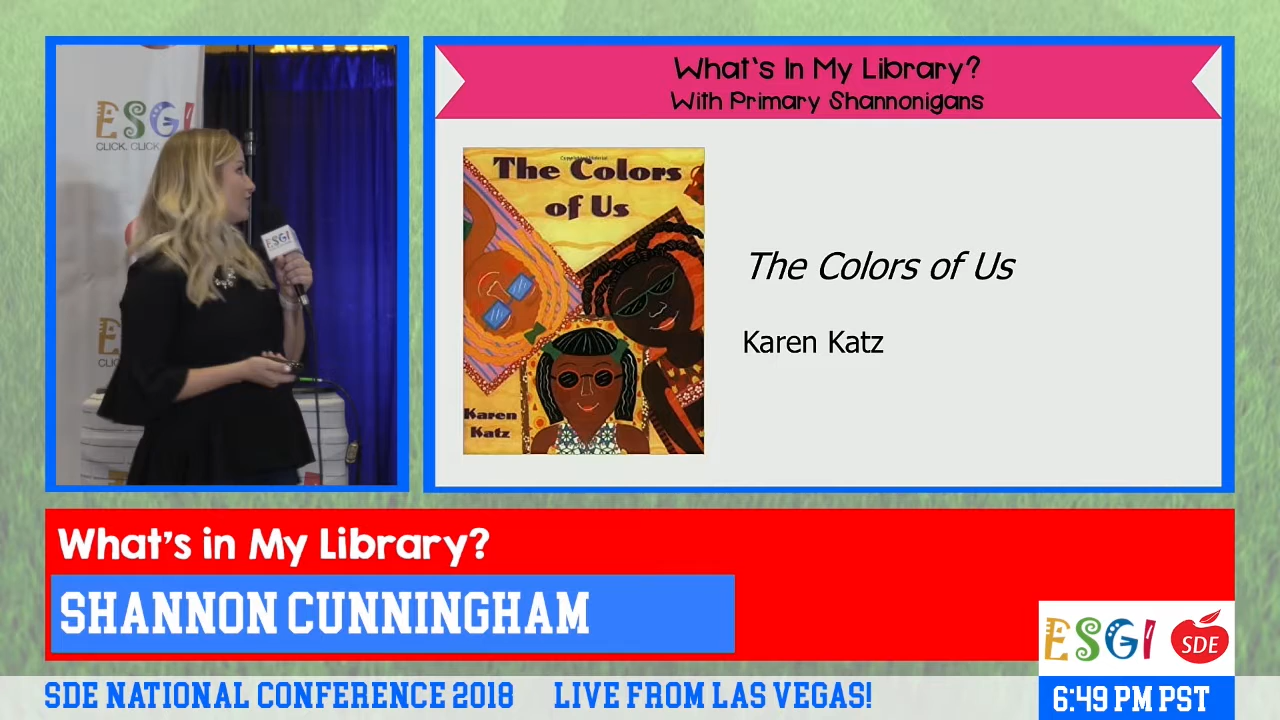 ESGI
CLICK. CLICK
ESGI
What's In My Library?
With Primary Shannonigans
The Colors
of Us
Karen
Katz
The Colors of Us
Karen Katz
What's in My Library?
SHANNON CUNNINGHAM
ESGI
SDE
SDE NATIONAL CONFERENCE 2018 LIVE FROM LAS VEGAS!
6:49 PM PST